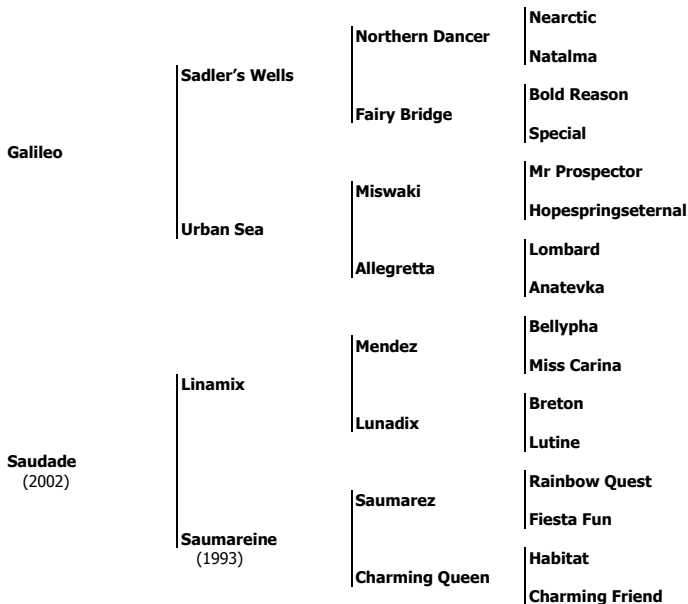 Nearctic
Northern Dancer
Natalma
Sadler's Wells
Bold Reason
Fairy Bridge
Special
Galileo
Mr Prospector
Miswaki
Hopespringseternal
Urban Sea
Lombard
Allegretta
Anatevka
Bellypha
Mendez
Miss Carina
Linamix
Breton
Lunadix
Lutine
Saudade
(2002)
Rainbow Quest
Saumarez
Fiesta Fun
Saumareine
(1993)
Habitat
Charming Queen
Charming Friend